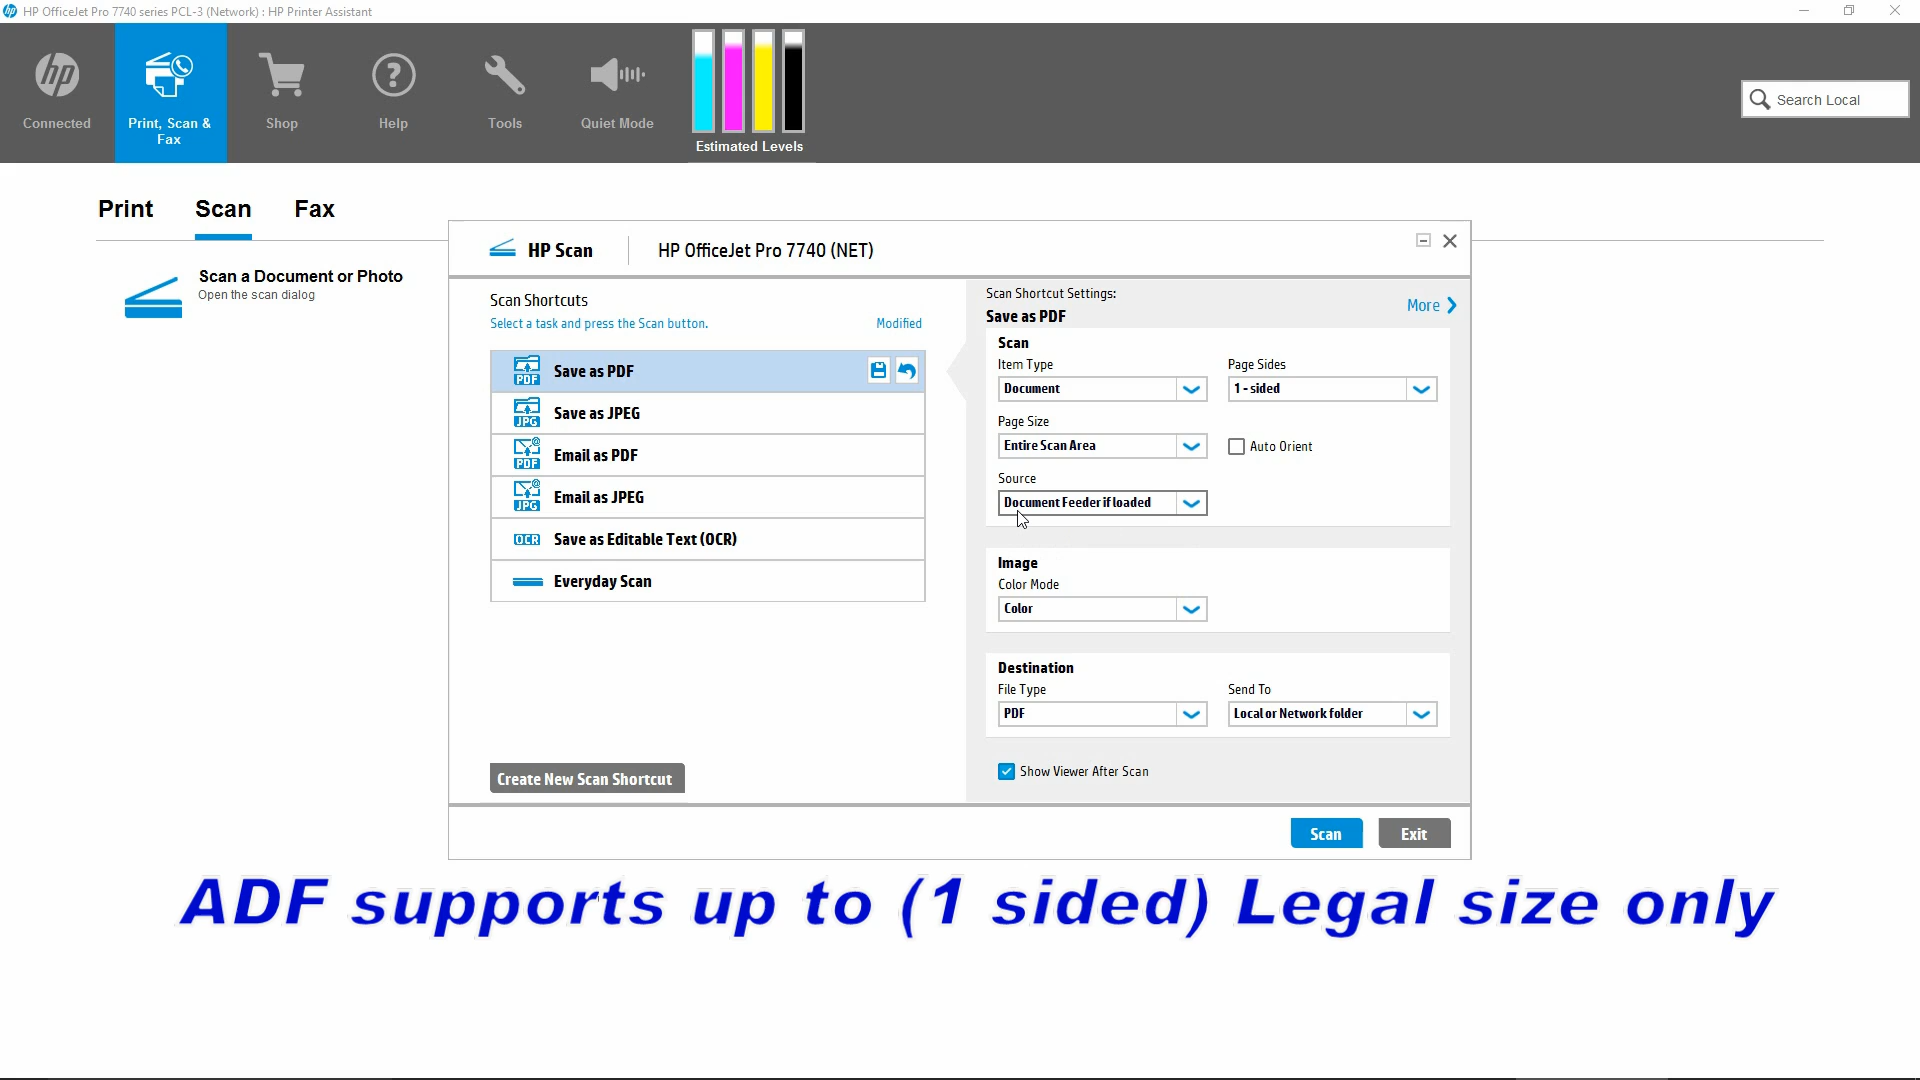 HP OfficeJet Pro 7740 series PCL-3 (Network) : HP Printer Assistant
Connected
Print, Scan &
Fax
Shop
Help
Tools
Quiet Mode
Estimated Levels
Search Local
Print Scan Fax
Scan a Document or Photo
Open the scan dialog
HP Scan HP OfficeJet Pro 7740 (NET)
Scan Shortcuts
Select a task and press the Scan button. Modified
PDF Save as PDF
JPG Save as JPEG
PDF Email as PDF
JPG Email as JPEG
OCR Save as Editable Text (OCR)
Everyday Scan
Create New Scan Shortcut
Scan Shortcut Settings:
More
Save as PDF
Scan
Item Type Page Sides
Document 1 - sided
Page Size
Entire Scan Area Auto Orient
Source
Document Feeder if loaded
Image
Color Mode
Color
Destination
File Type Send To
PDF Local or Network folder
Show Viewer After Scan
Scan Exit
ADF supports up to (1 sided) Legal size only